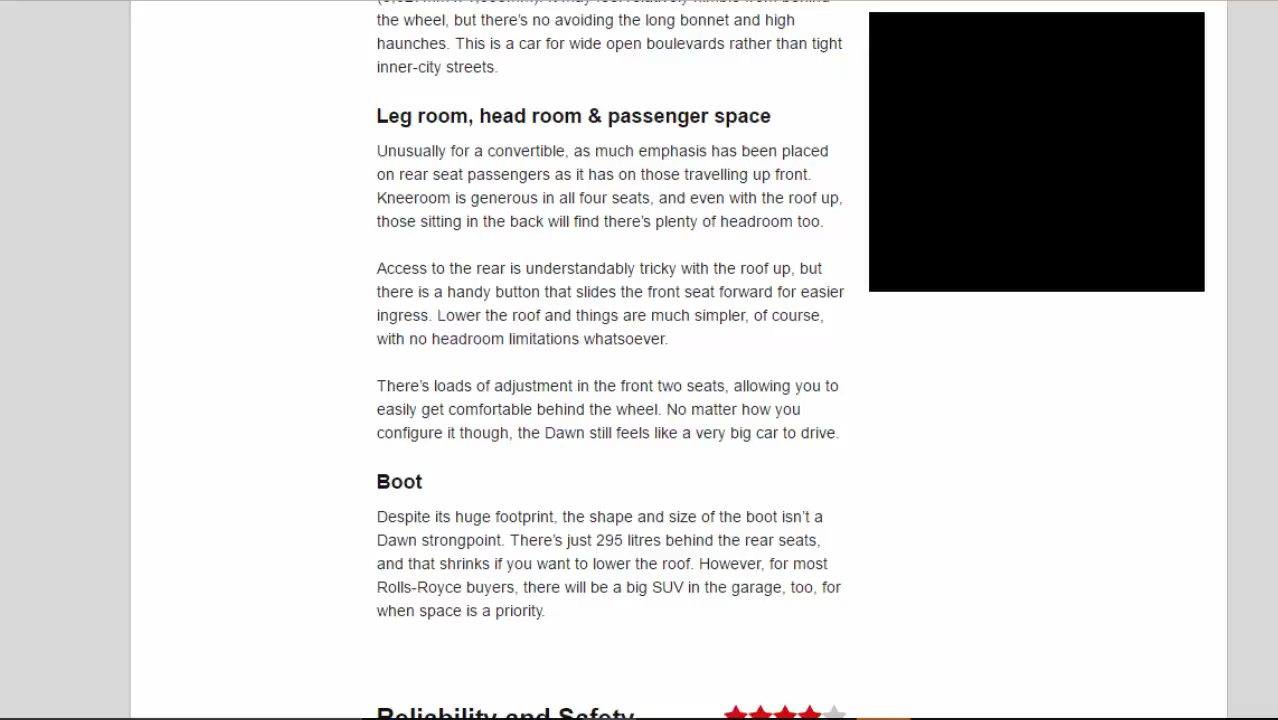 the wheel, but there's no avoiding the long bonnet and high
haunches. This is a car for wide open boulevards rather than tight
inner-city streets.
Leg room, head room & passenger space
Unusually for a convertible, as much emphasis has been placed
on rear seat passengers as it has on those travelling up front.
Kneeroom is generous in all four seats, and even with the roof up,
those sitting in the back will find there's plenty of headroom too.
Access to the rear is understandably tricky with the roof up, but
there is a handy button that slides the front seat forward for easier
ingress. Lower the roof and things are much simpler, of course,
with no headroom limitations whatsoever.
There's loads of adjustment in the front two seats, allowing you to
easily get comfortable behind the wheel. No matter how you
configure it though, the Dawn still feels like a very big car to drive.
Boot
Despite its huge footprint, the shape and size of the boot isn't a
Dawn strongpoint. There's just 295 litres behind the rear seats,
and that shrinks if you want to lower the roof. However, for most
Rolls-Royce buyers, there will be a big SUV in the garage, too, for
when space is a priority.
Reliability and Safety